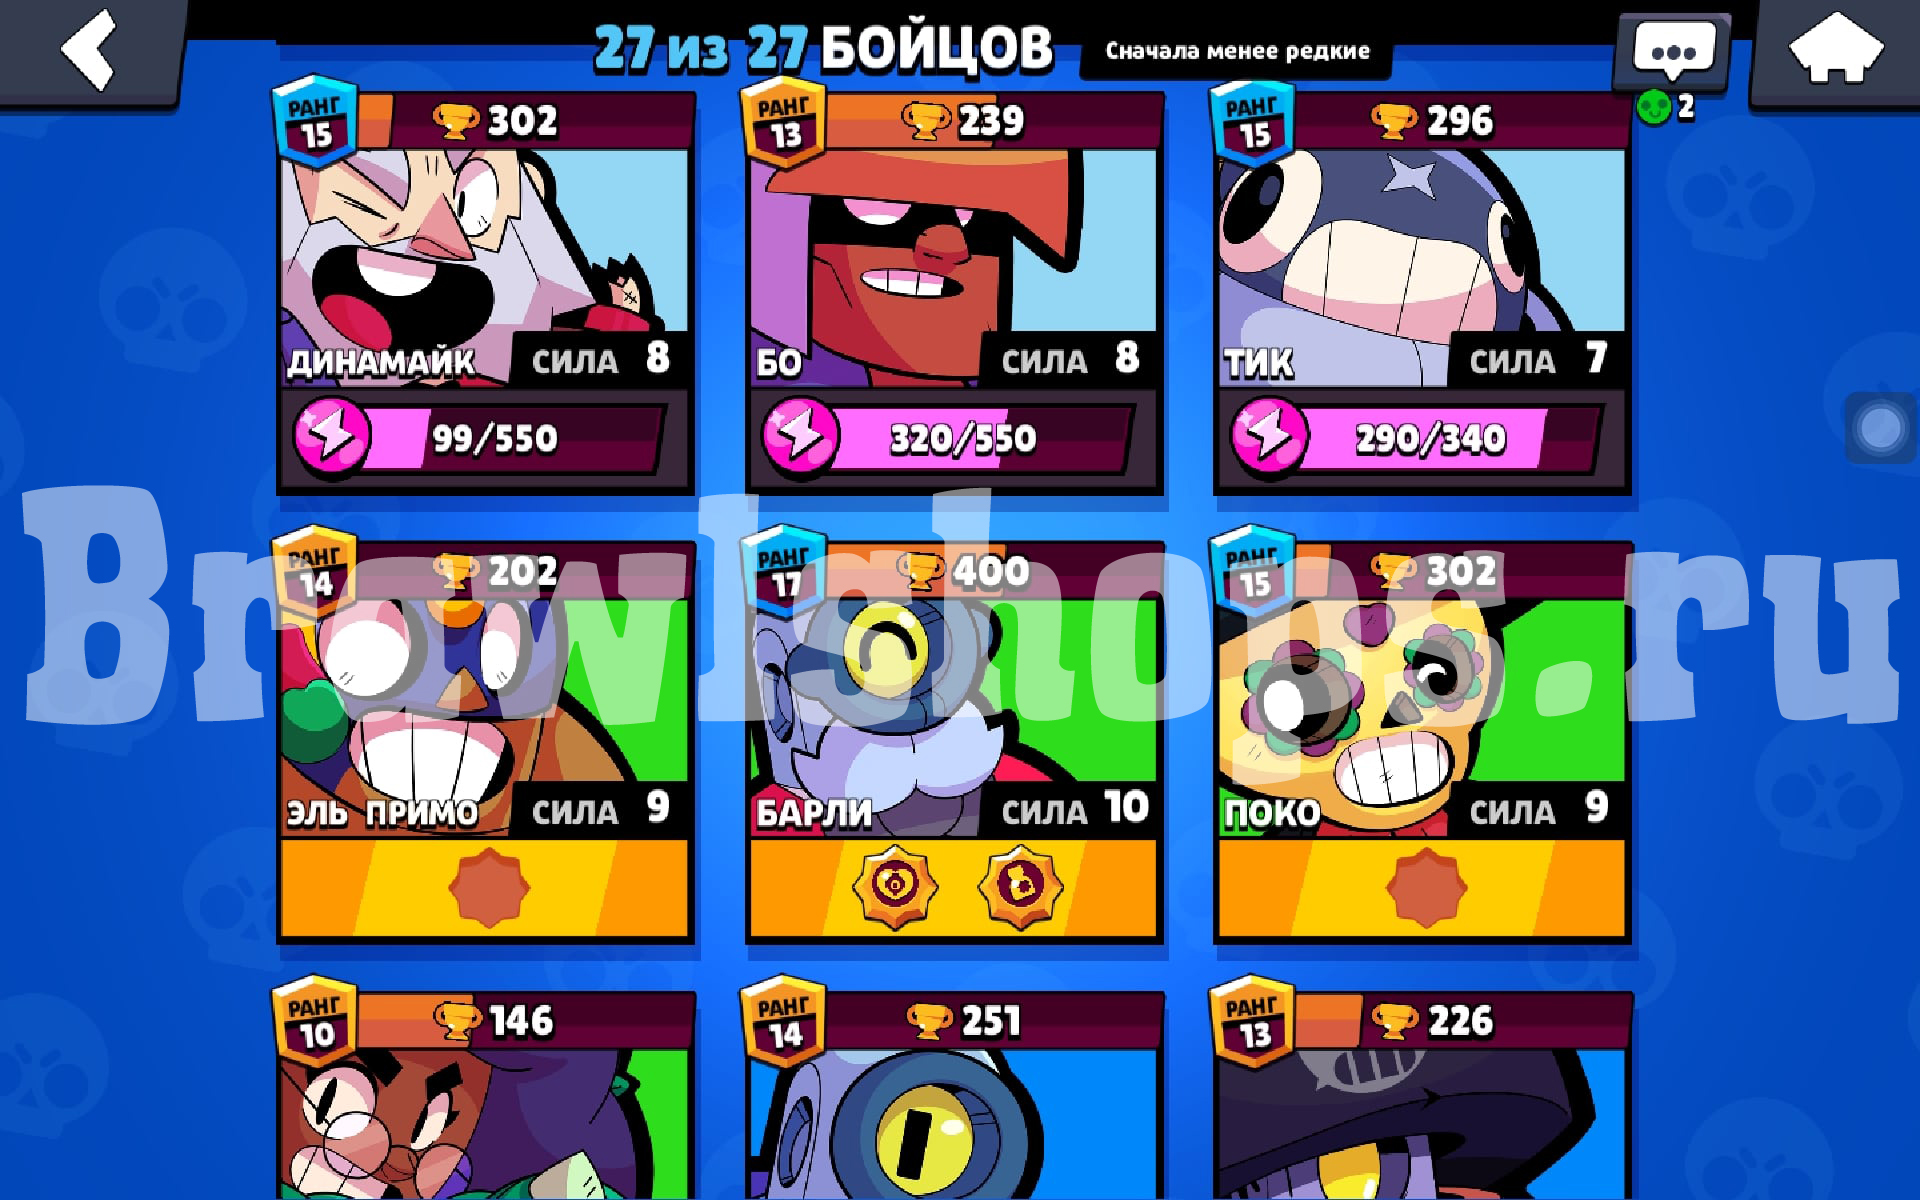 27 из 27 БОЙЦОВ
Сначала менее редкие
2
РАНГ 15
302
РАНГ 13
239
РАНГ 15
296
ДИНАМАЙК
СИЛА 8
БО
СИЛА 8
ТИК
СИЛА 7
99/550
320/550
290/340
Brawlshops.ru
РАНГ 14
202
РАНГ 17
400
РАНГ 15
302
ЭЛЬ ПРИМО
СИЛА 9
БАРЛИ
СИЛА 10
ПОКО
СИЛА 9
РАНГ 10
146
РАНГ 14
251
РАНГ 13
226